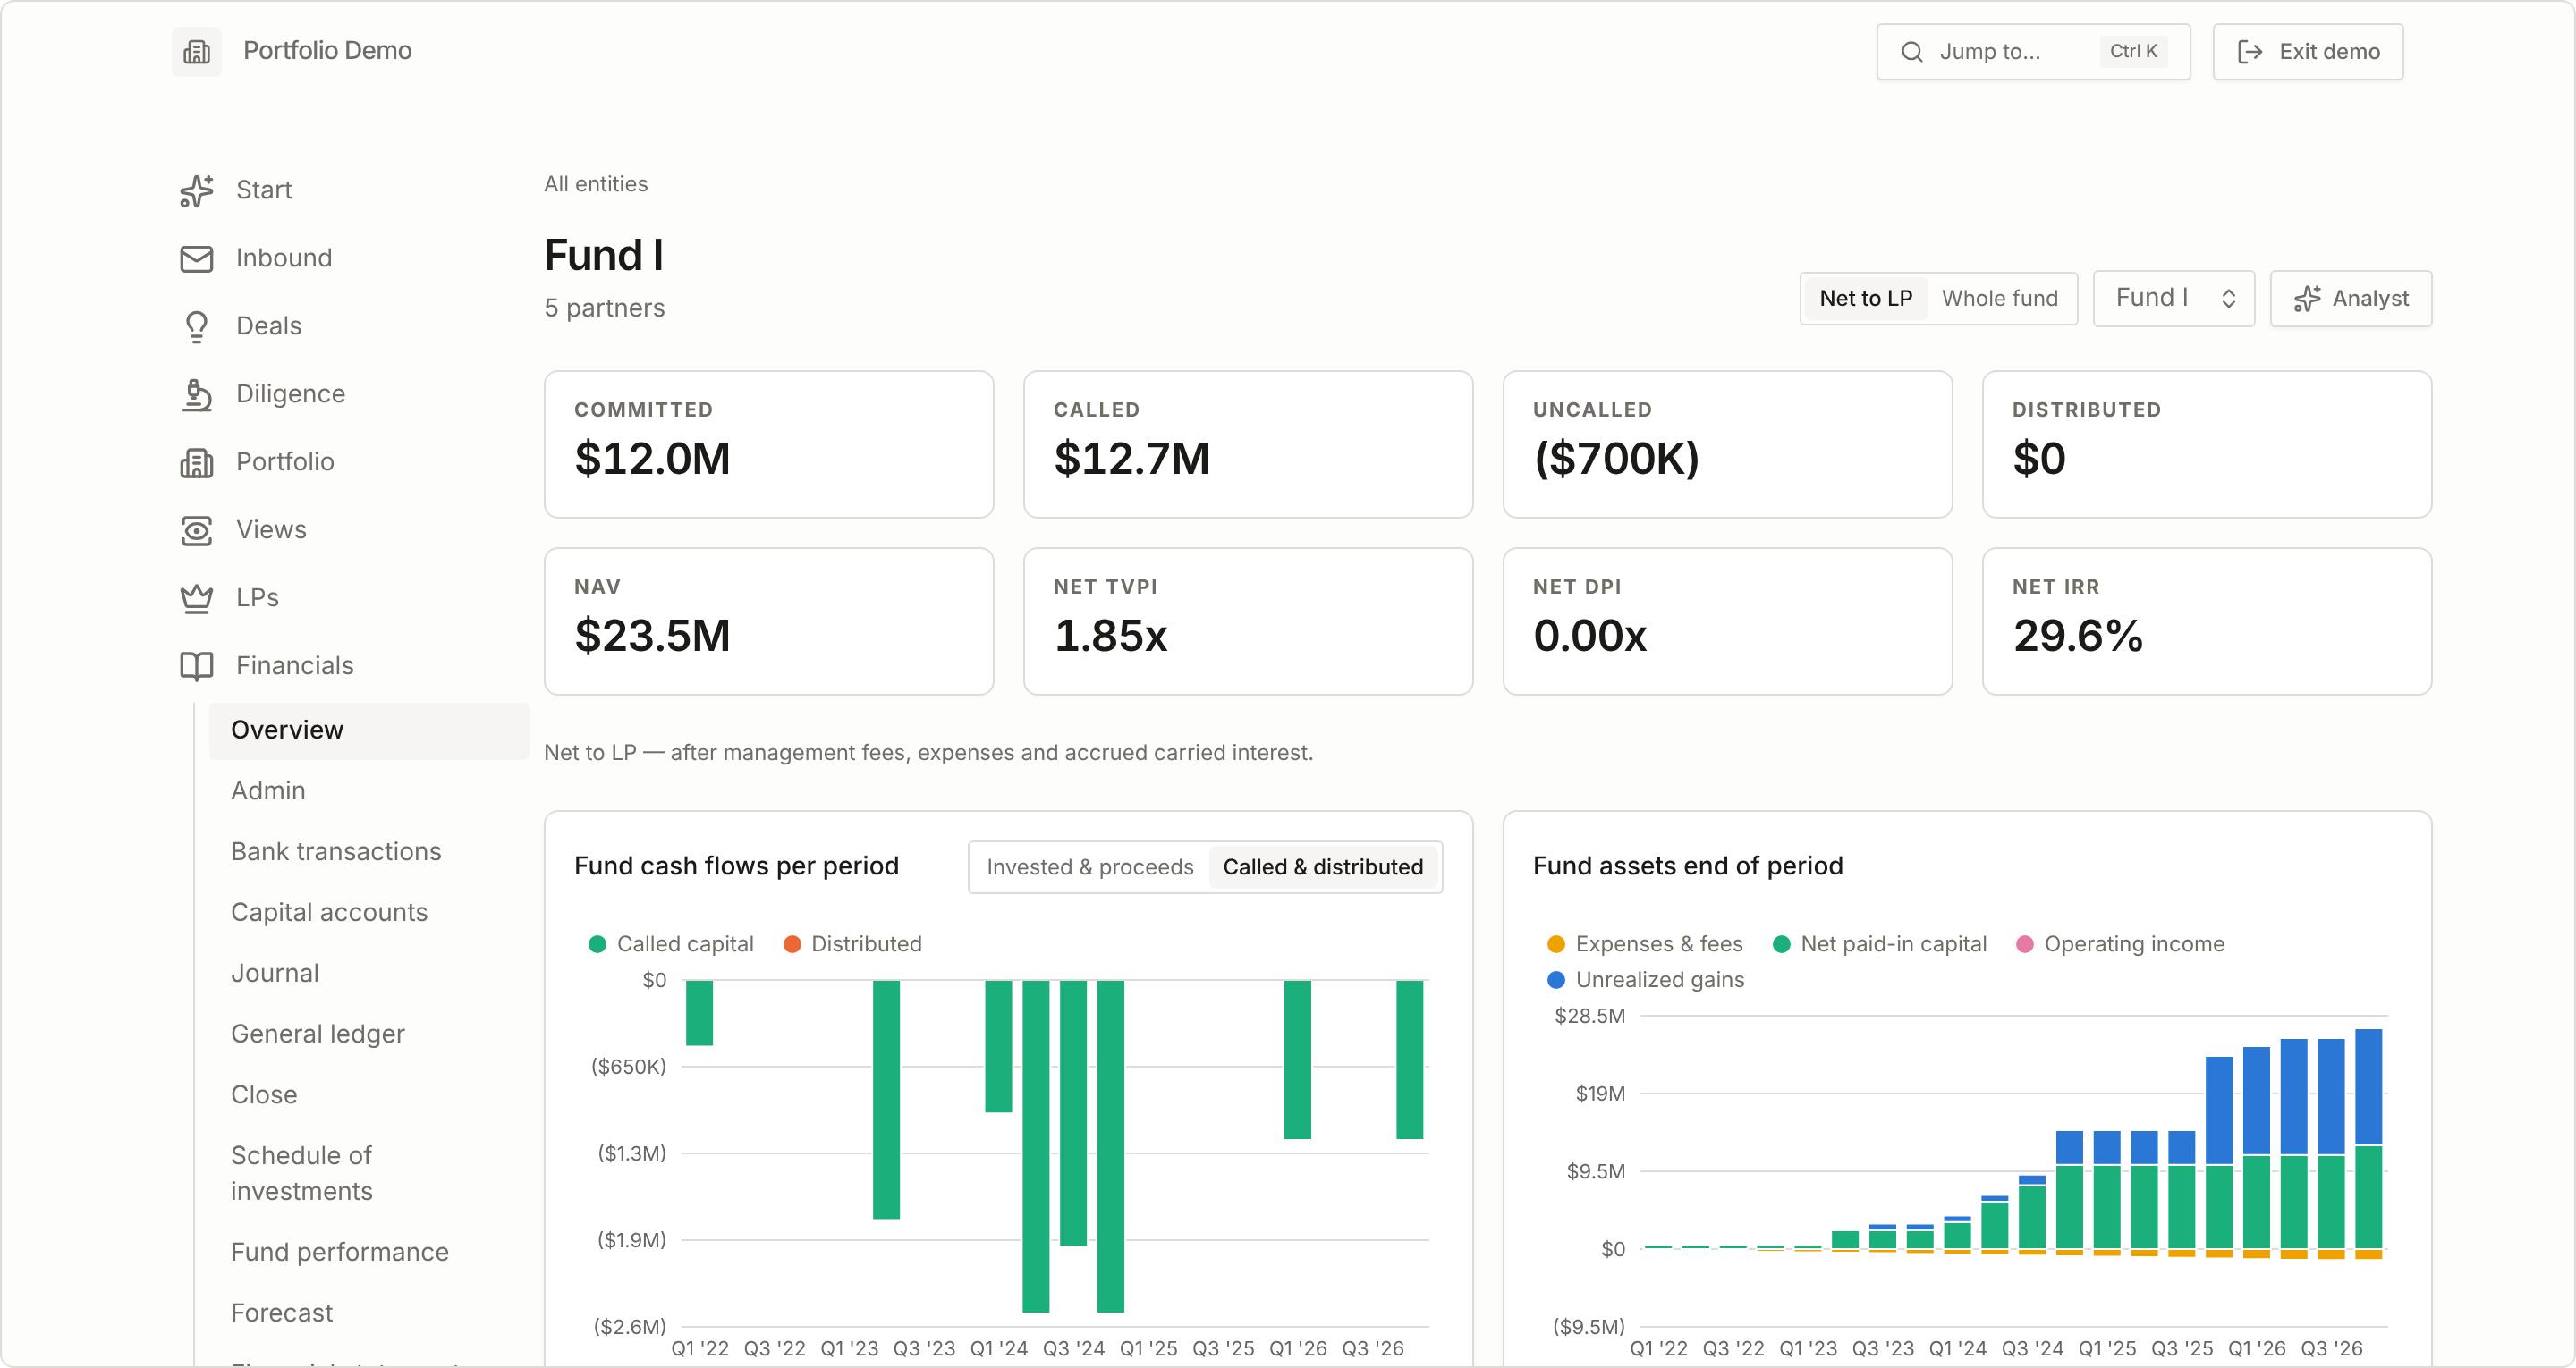 Portfolio Demo
Jump to...
Ctrl K
Exit demo
Start
Inbound
Deals
Diligence
Portfolio
Views
LPs
Financials
Overview
Admin
Bank transactions
Capital accounts
Journal
General ledger
Close
Schedule of
investments
Fund performance
Forecast
All entities
Fund I
5 partners
Net to LP
Whole fund
Fund I
Analyst
COMMITTED
$12.0M
CALLED
$12.7M
UNCALLED
($700K)
DISTRIBUTED
$0
NAV
$23.5M
NET TVPI
1.85x
NET DPI
0.00x
NET IRR
29.6%
Net to LP — after management fees, expenses and accrued carried interest.
Fund cash flows per period
Invested & proceeds
Called & distributed
Called capital
Distributed
$0
($650K)
($1.3M)
($1.9M)
($2.6M)
Q1 '22 Q3 '22 Q1 '23 Q3 '23 Q1 '24 Q3 '24 Q1 '25 Q3 '25 Q1 '26 Q3 '26
Fund assets end of period
Expenses & fees
Net paid-in capital
Operating income
Unrealized gains
$28.5M
$19M
$9.5M
$0
($9.5M)
Q1 '22 Q3 '22 Q1 '23 Q3 '23 Q1 '24 Q3 '24 Q1 '25 Q3 '25 Q1 '26 Q3 '26